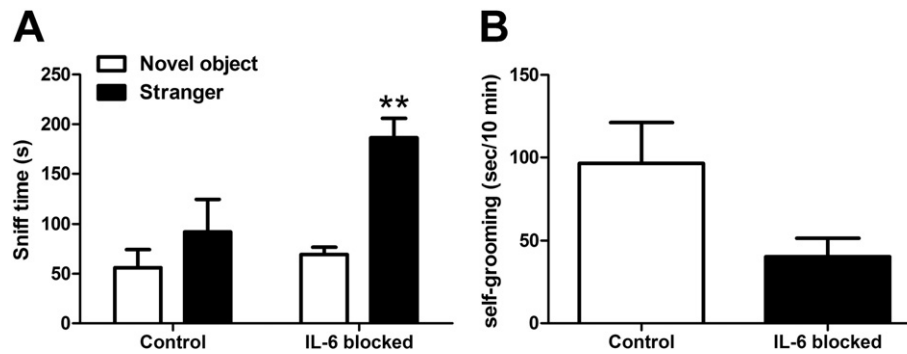 A
Novel object
Stranger
Sniff time (s)
250
200
150
100
50
0
**
Control
IL-6 blocked
B
self-grooming (sec/10 min)
150
100
50
0
Control
IL-6 blocked